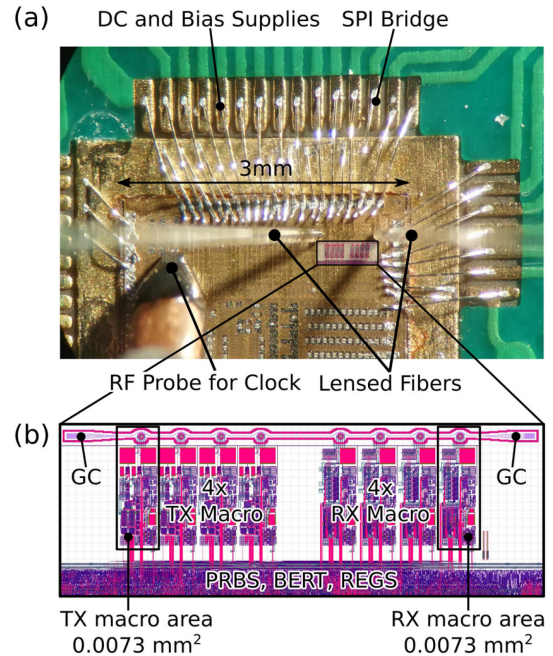 (a)
DC and Bias Supplies
SPI Bridge
3mm
RF Probe for Clock
Lensed Fibers
(b)
GC
GC
4x
TX Macro
4x
RX Macro
PRBS, BERT, REGS
TX macro area
0.0073 mm²
RX macro area
0.0073 mm²